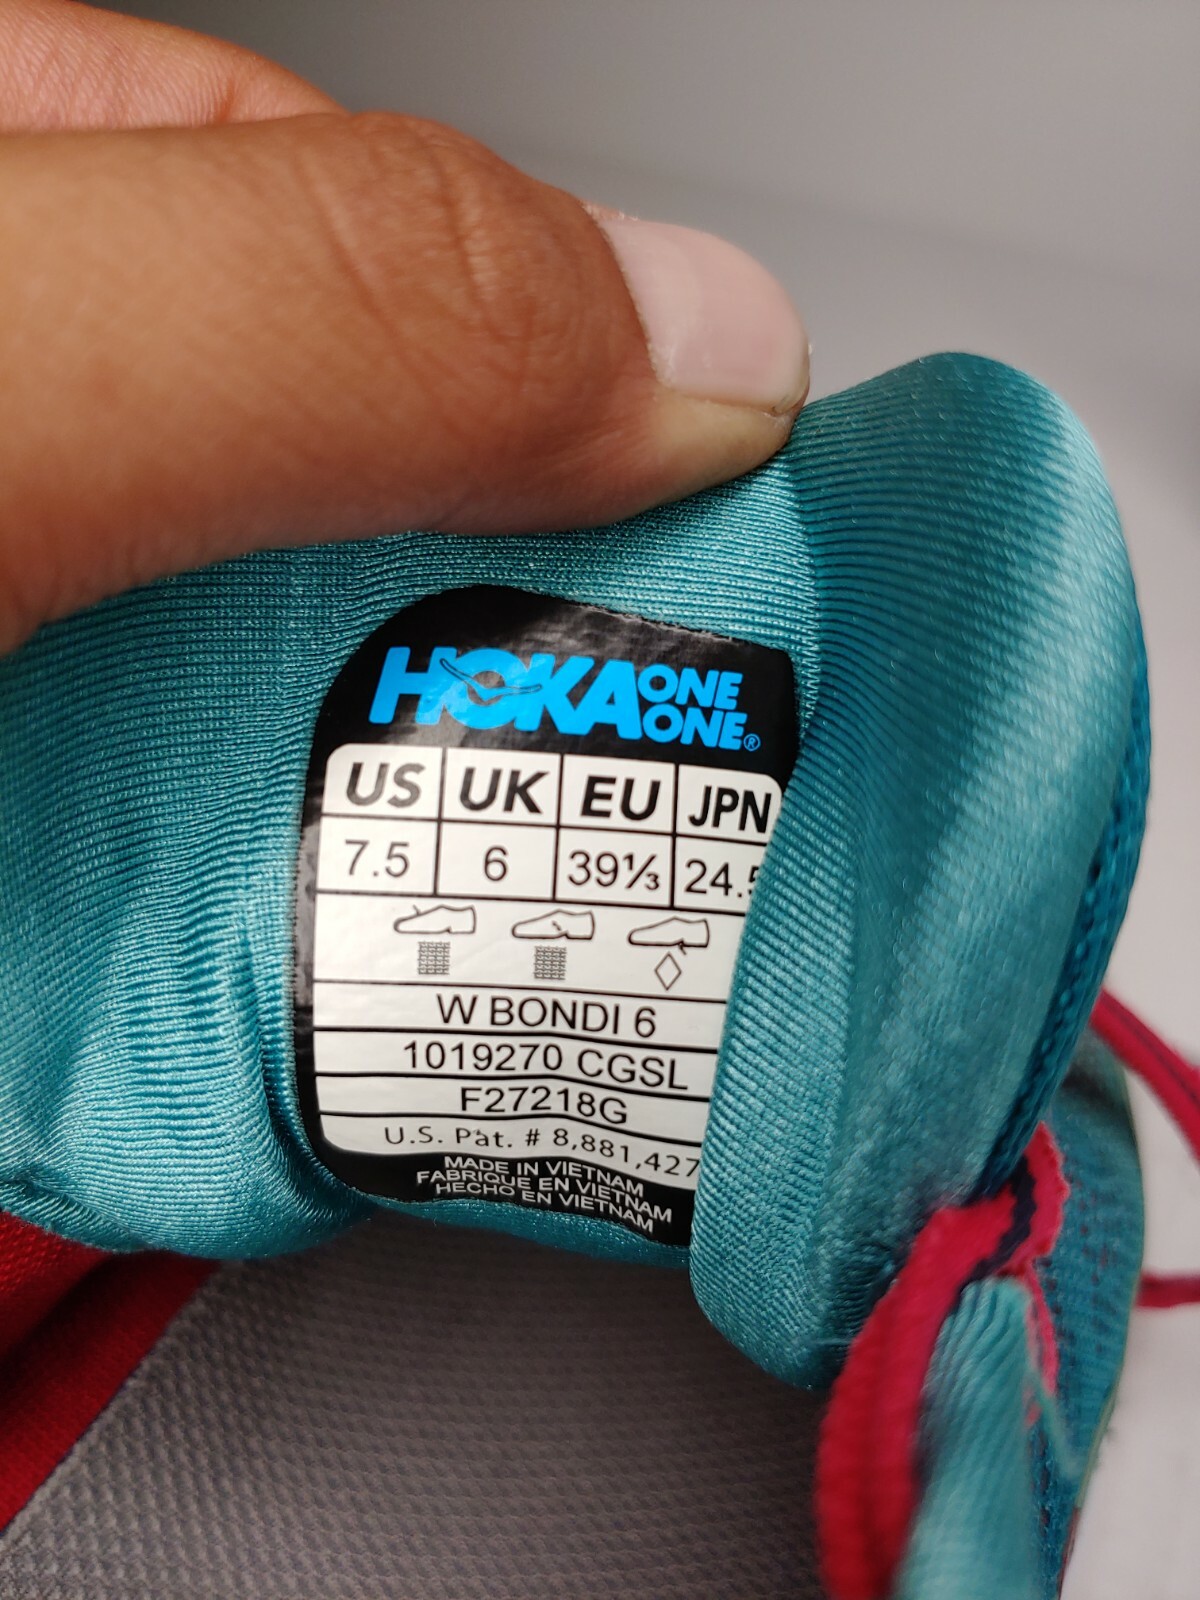 HOKA ONE ONE®
US UK EU JPN
7.5 6 39⅓ 24.5
W BONDI 6
1019270 CGSL
F27218G
U.S. Pat. # 8,881,427
MADE IN VIETNAM
FABRIQUE EN VIETNAM
HECHO EN VIETNAM